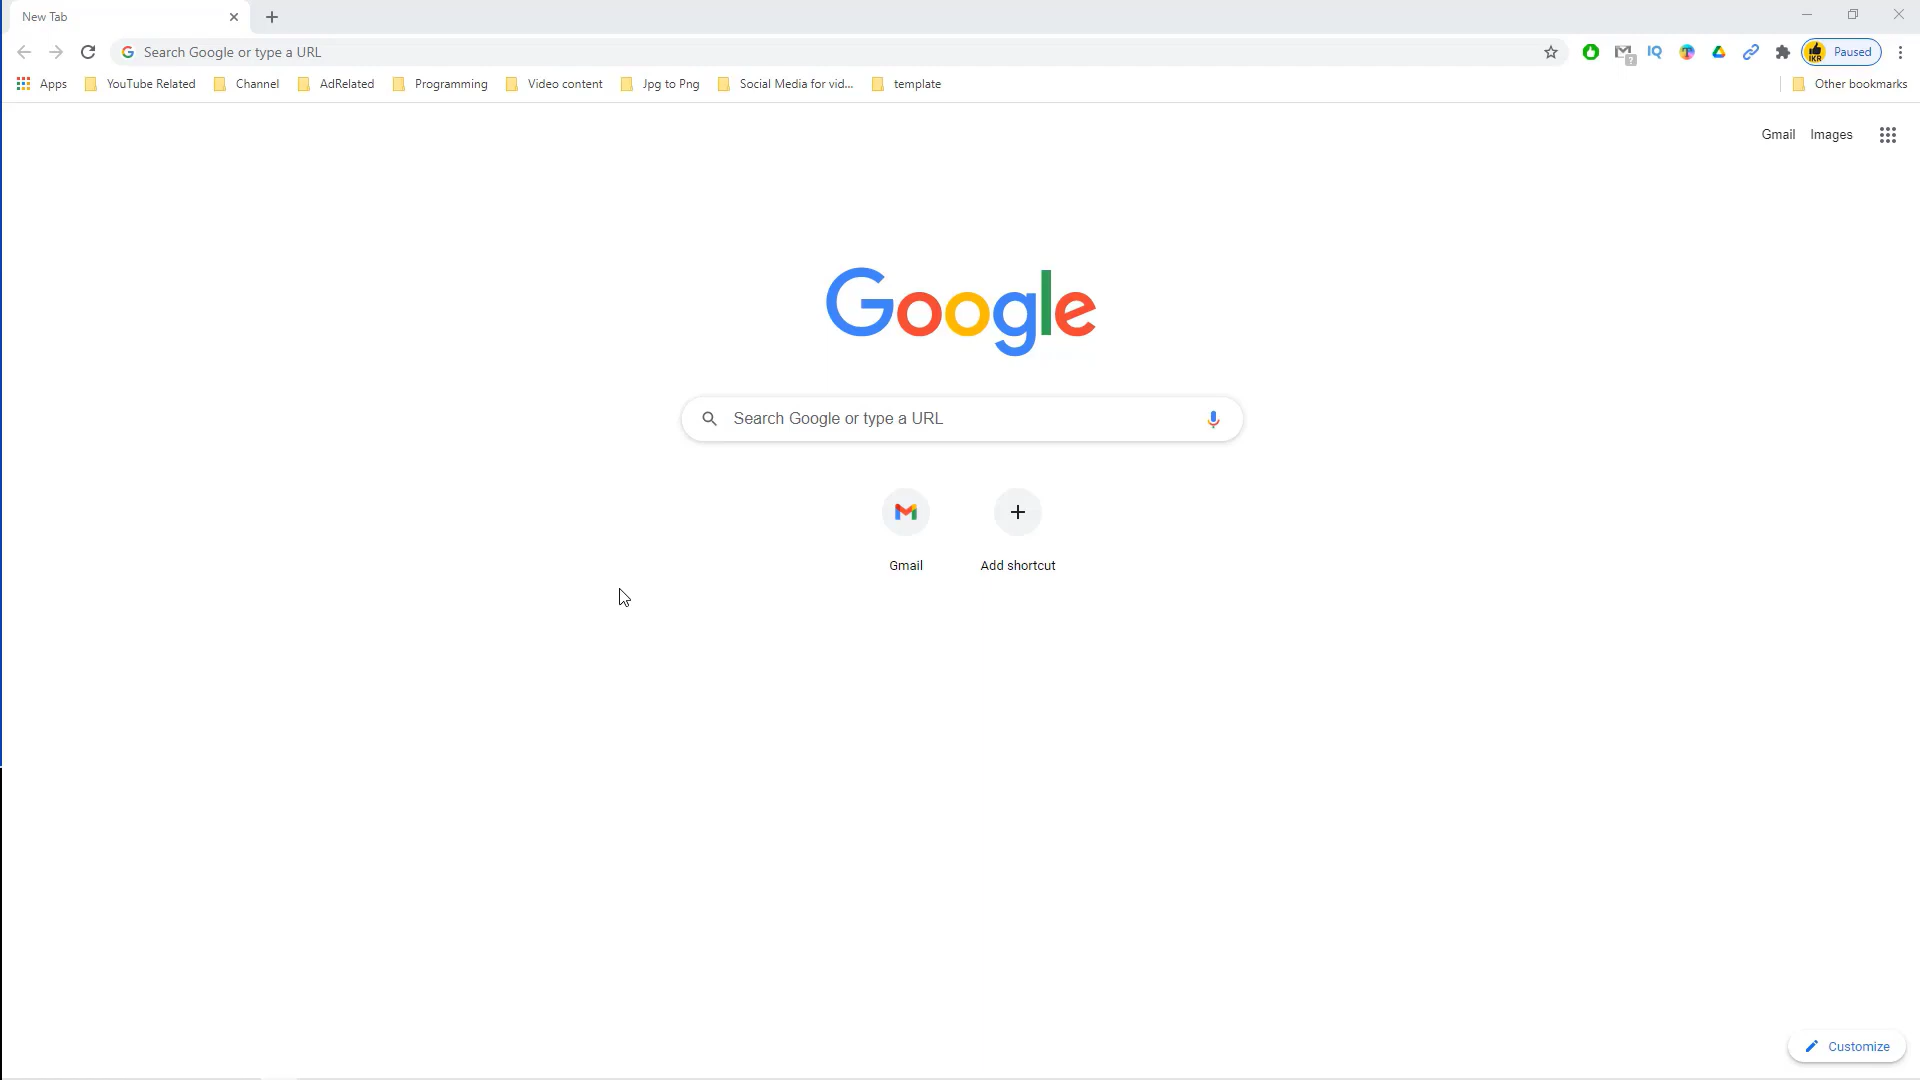 New Tab
Search Google or type a URL
Paused
Apps YouTube Related Channel AdRelated Programming Video content Jpg to Png Social Media for vid... template Other bookmarks
Gmail Images
Google
Search Google or type a URL
Gmail Add shortcut
Customize